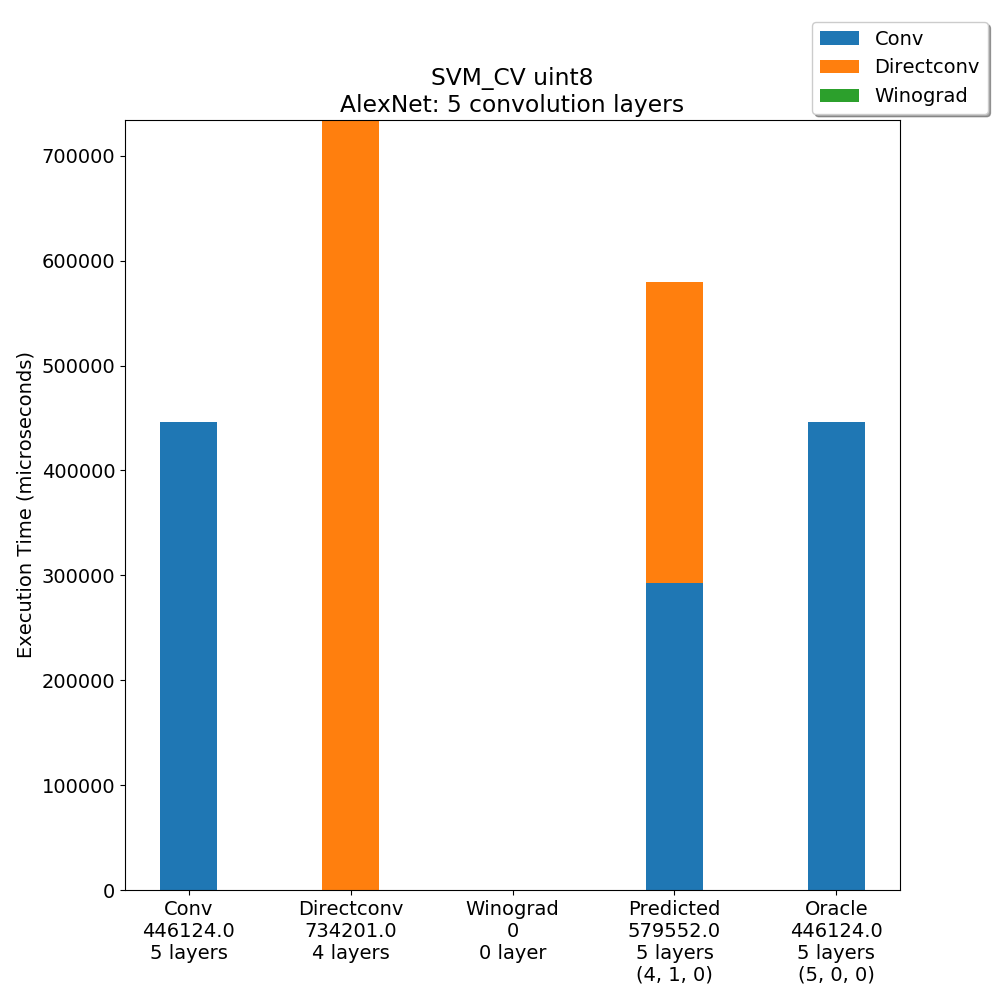 Conv
Directconv
Winograd
SVM_CV uint8
AlexNet: 5 convolution layers
Execution Time (microseconds)
700000
600000
500000
400000
300000
200000
100000
0
Conv
446124.0
5 layers
Directconv
734201.0
4 layers
Winograd
0
0 layer
Predicted
579552.0
5 layers
(4, 1, 0)
Oracle
446124.0
5 layers
(5, 0, 0)